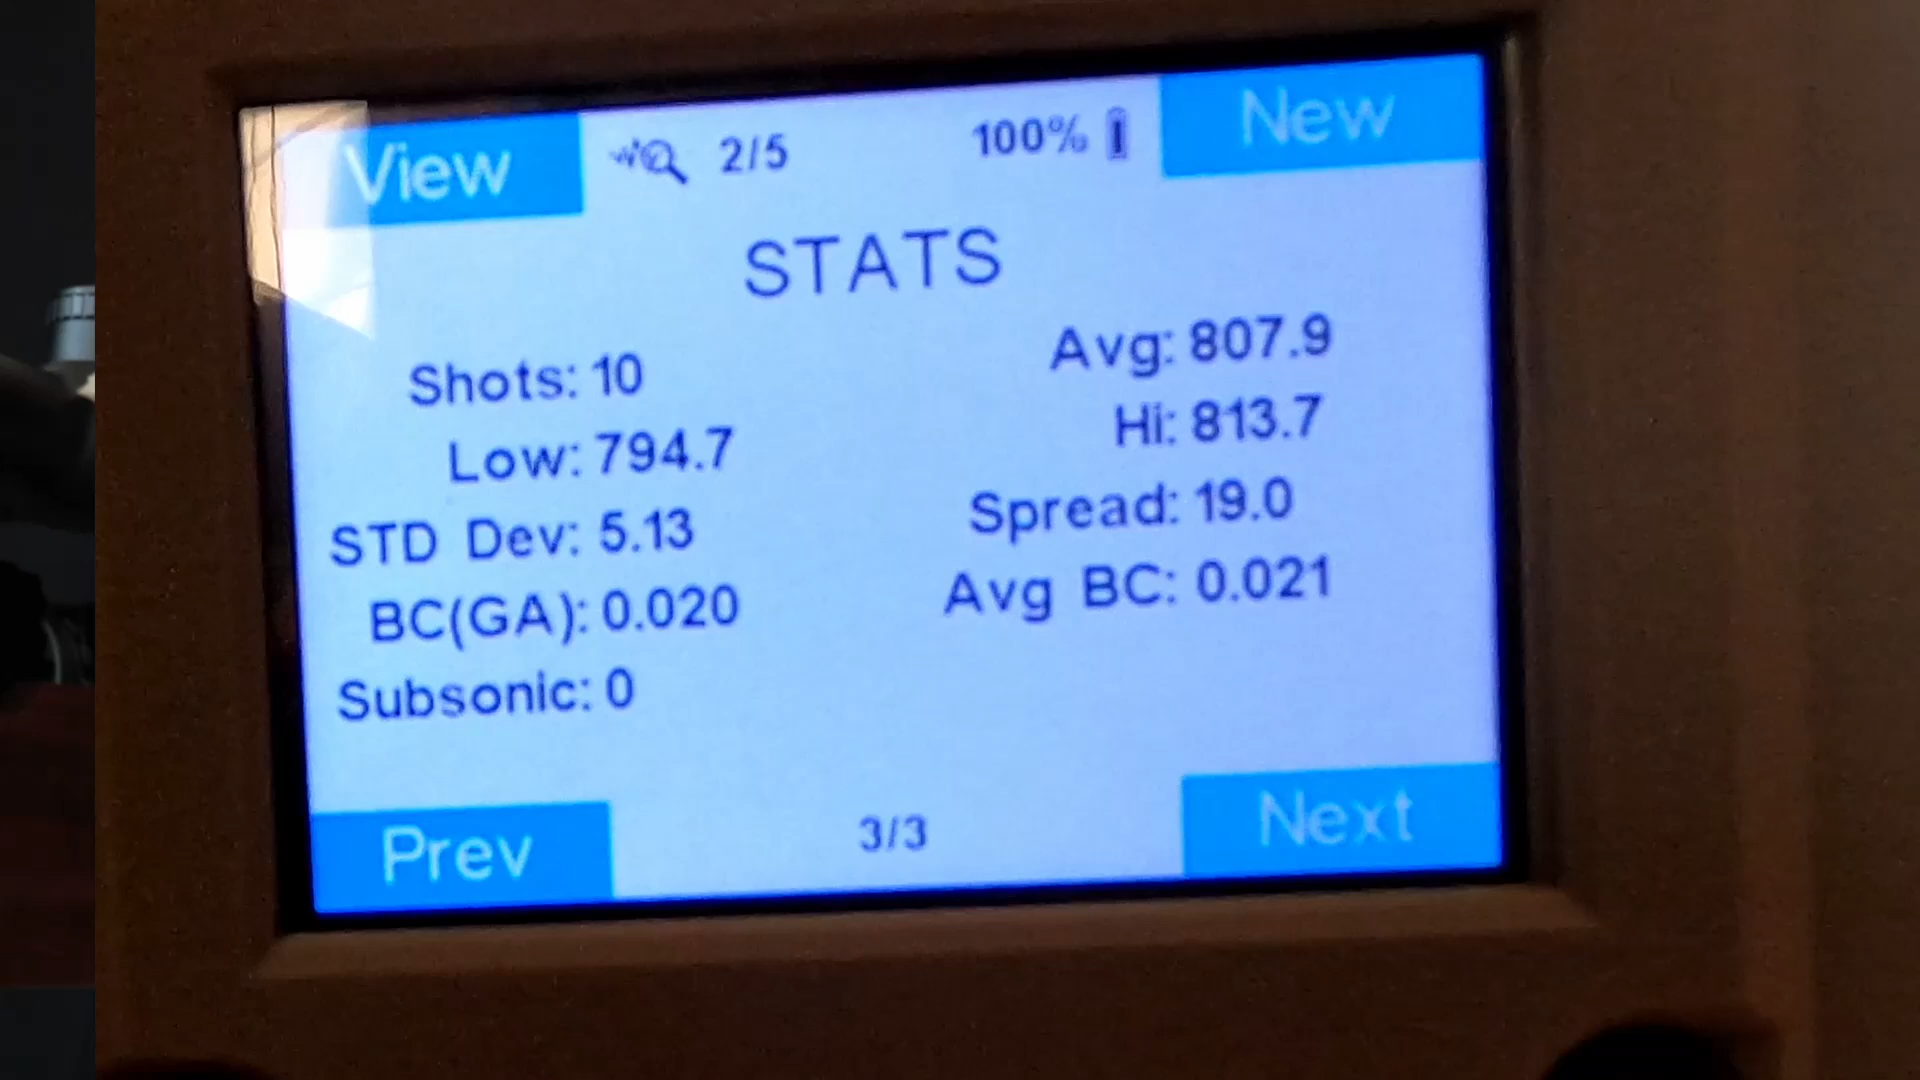 View 2/5 100% New
STATS
Shots: 10 Avg: 807.9
Low: 794.7 Hi: 813.7
STD Dev: 5.13 Spread: 19.0
BC(GA): 0.020 Avg BC: 0.021
Subsonic: 0
Prev 3/3 Next